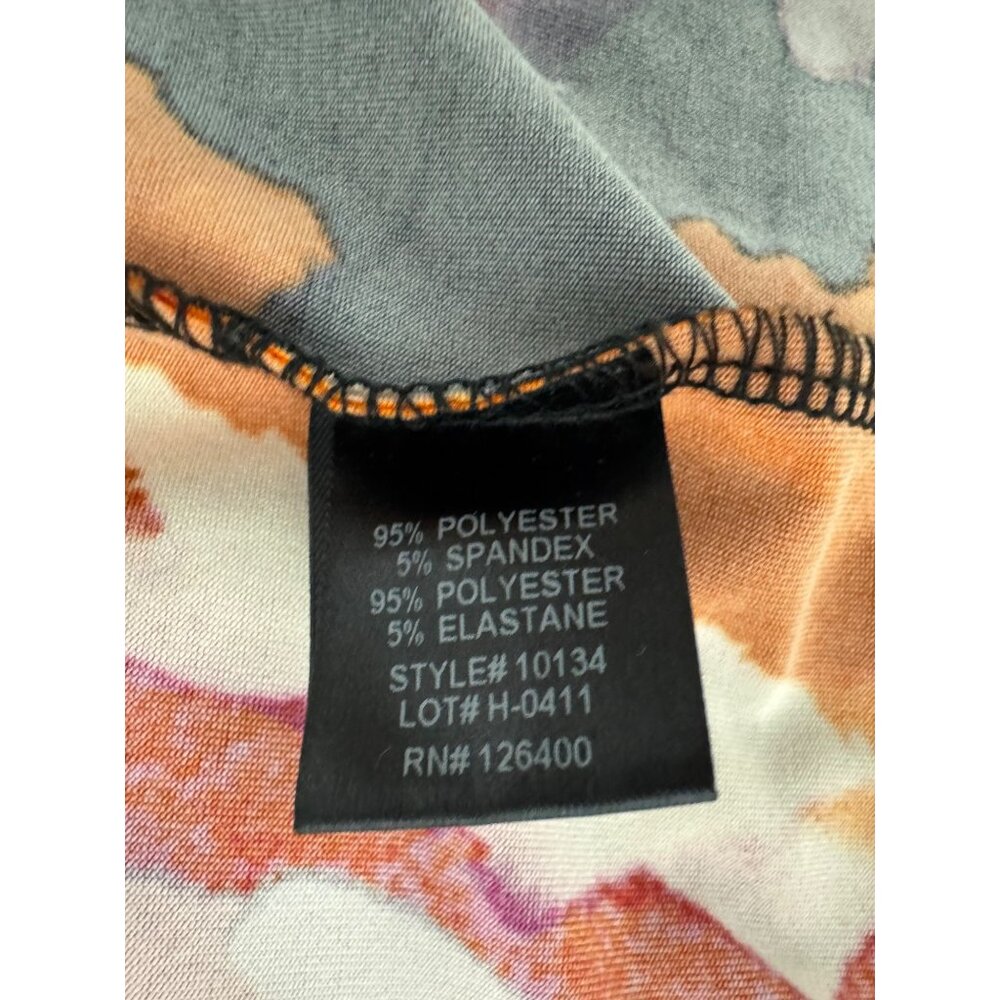 95% POLYESTER
5% SPANDEX
95% POLYESTER
5% ELASTANE
STYLE# 10134
LOT# H-0411
RN# 126400